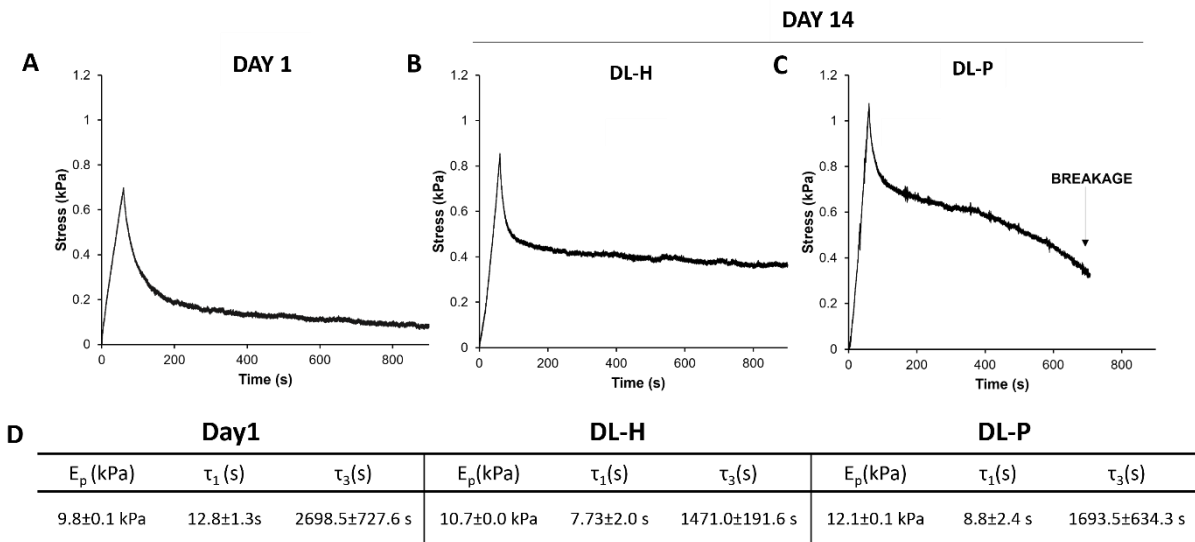 DAY 14
A DAY 1
B DL-H
C DL-P
1.2
1
0.8
0.6
0.4
0.2
0
Stress (kPa)
0 200 400 600 800
Time (s)
1.2
1
0.8
0.6
0.4
0.2
0
Stress (kPa)
0 200 400 600 800
Time (s)
1.2
1
0.8
0.6
0.4
0.2
0
Stress (kPa)
BREAKAGE
0 200 400 600 800
Time (s)
D Day1 DL-H DL-P
Ep (kPa) τ1(s) τ3(s) Ep(kPa) τ1(s) τ3(s) Ep(kPa) τ1(s) τ3(s)
9.8±0.1 kPa 12.8±1.3s 2698.5±727.6 s 10.7±0.0 kPa 7.73±2.0 s 1471.0±191.6 s 12.1±0.1 kPa 8.8±2.4 s 1693.5±634.3 s